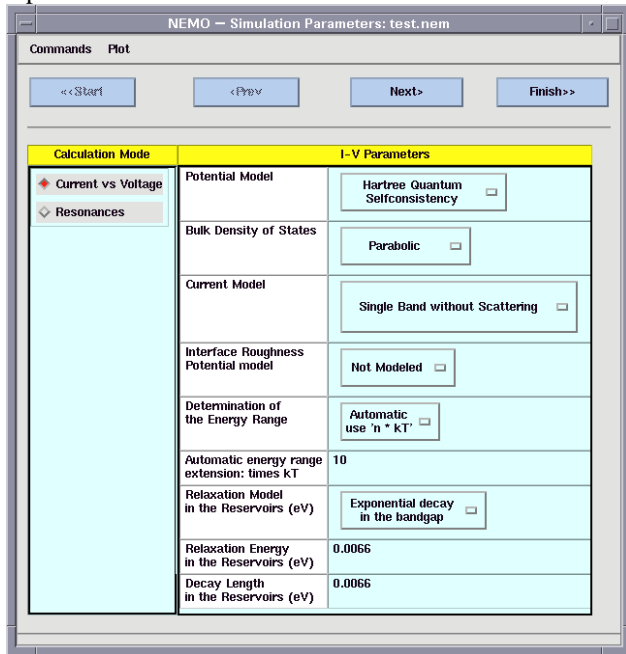 NEMO – Simulation Parameters: test.nem
Commands Plot
<<Start <Prev Next> Finish>>
Calculation Mode I-V Parameters
Current vs Voltage
Resonances
Potential Model
Hartree Quantum
Selfconsistency
Bulk Density of States
Parabolic
Current Model
Single Band without Scattering
Interface Roughness
Potential model
Not Modeled
Determination of
the Energy Range
Automatic
use 'n * kT'
Automatic energy range
extension: times kT
10
Relaxation Model
in the Reservoirs (eV)
Exponential decay
in the bandgap
Relaxation Energy
in the Reservoirs (eV)
0.0066
Decay Length
in the Reservoirs (eV)
0.0066